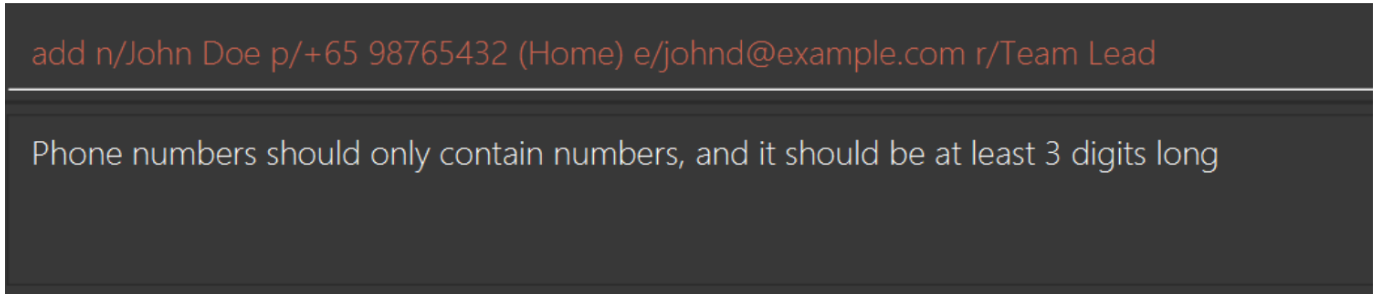 add n/John Doe p/+65 98765432 (Home) e/johnd@example.com r/Team Lead
Phone numbers should only contain numbers, and it should be at least 3 digits long